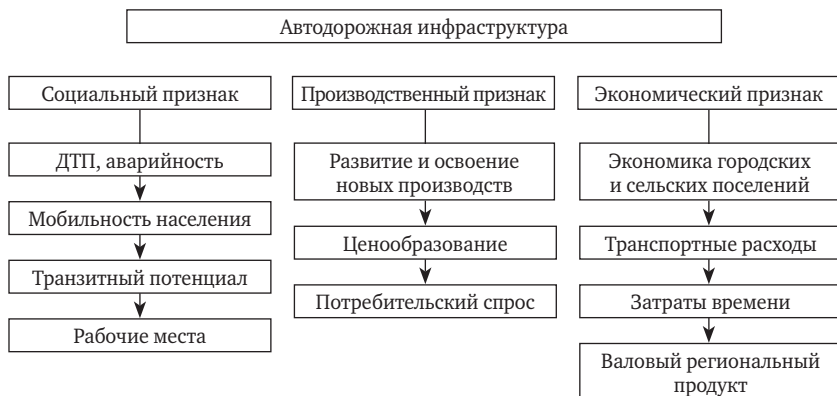 Автодорожная инфраструктура
Социальный признак
ДТП, аварийность
Мобильность населения
Транзитный потенциал
Рабочие места
Производственный признак
Развитие и освоение
новых производств
Ценообразование
Потребительский спрос
Экономический признак
Экономика городских
и сельских поселений
Транспортные расходы
Затраты времени
Валовый региональный
продукт